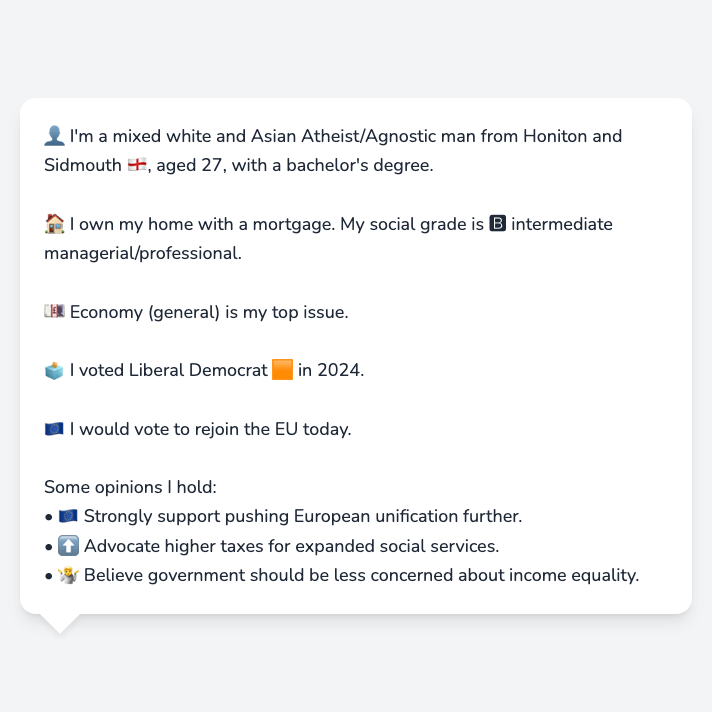 👤 I'm a mixed white and Asian Atheist/Agnostic man from Honiton and
Sidmouth 🏴󠁧󠁢󠁥󠁮󠁧󠁿, aged 27, with a bachelor's degree.
🏠 I own my home with a mortgage. My social grade is 🅱 intermediate
managerial/professional.
💷 Economy (general) is my top issue.
🗳️ I voted Liberal Democrat 🟧 in 2024.
🇪🇺 I would vote to rejoin the EU today.
Some opinions I hold:
• 🇪🇺 Strongly support pushing European unification further.
• ⬆️ Advocate higher taxes for expanded social services.
• 🤷 Believe government should be less concerned about income equality.